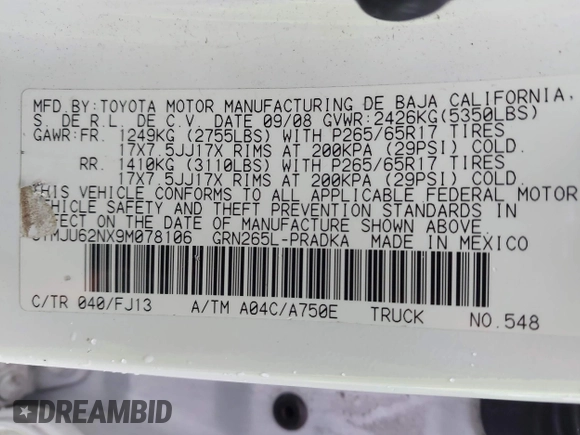 MFD.BY:TOYOTA MOTOR MANUFACTURING DE BAJA CALIFORNIA.
S. DE R.L. DE C.V. DATE 09/08 GVWR:2426KG(5350LBS)
GAWR:FR. 1249KG (2755LBS) WITH P265/65R17 TIRES
17X7.5JJ17X RIMS AT 200KPA (29PSI) COLD.
RR. 1410KG (3110LBS) WITH P265/65R17 TIRES
17X7.5JJ17X RIMS AT 200KPA (29PSI) COLD.
THIS VEHICLE CONFORMS TO ALL APPLICABLE FEDERAL MOTOR
VEHICLE SAFETY AND THEFT PREVENTION STANDARDS IN
EFFECT ON THE DATE OF MANUFACTURE SHOWN ABOVE.
3TMJU62NX9M078106 GRN265L-PRADKA MADE IN MEXICO
C/TR 040/FJ13 A/TM A04C/A750E TRUCK NO.548
DREAMBID